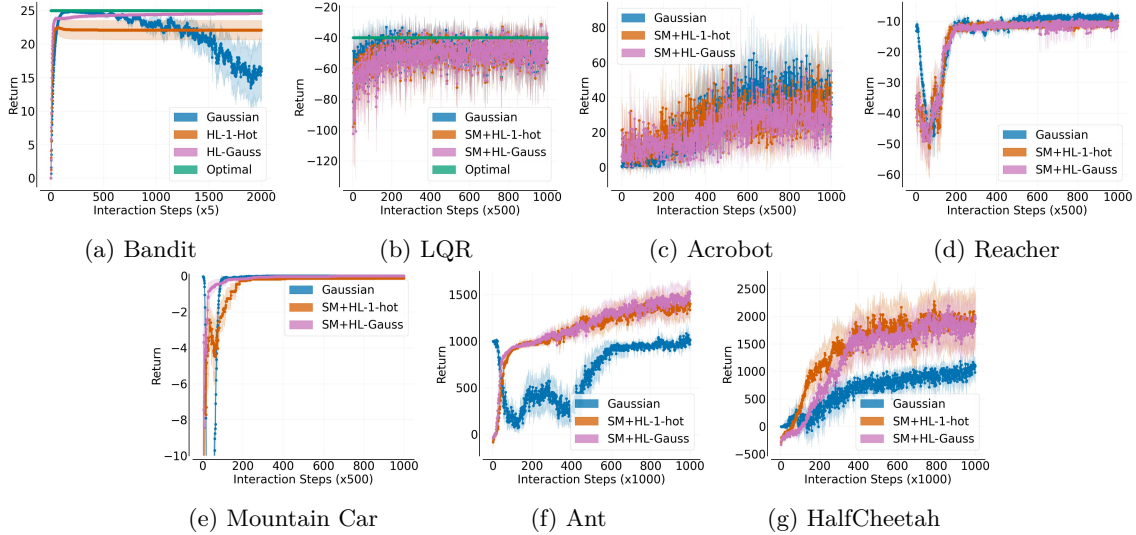 25
20
15
10
5
0
Return
Gaussian
HL-1-Hot
HL-Gauss
Optimal
0 500 1000 1500 2000
Interaction Steps (x5)
(a) Bandit
−20
−40
−60
−80
−100
−120
Return
Gaussian
SM+HL-1-hot
SM+HL-Gauss
Optimal
0 200 400 600 800 1000
Interaction Steps (x500)
(b) LQR
80
60
40
20
0
Return
Gaussian
SM+HL-1-hot
SM+HL-Gauss
0 200 400 600 800 1000
Interaction Steps (x500)
(c) Acrobot
−10
−20
−30
−40
−50
−60
Return
Gaussian
SM+HL-1-hot
SM+HL-Gauss
0 200 400 600 800 1000
Interaction Steps (x500)
(d) Reacher
0
−2
−4
−6
−8
−10
Return
Gaussian
SM+HL-1-hot
SM+HL-Gauss
0 200 400 600 800 1000
Interaction Steps (x500)
(e) Mountain Car
1500
1000
500
0
Return
Gaussian
SM+HL-1-hot
SM+HL-Gauss
0 200 400 600 800 1000
Interaction Steps (x1000)
(f) Ant
2500
2000
1500
1000
500
0
−500
Return
Gaussian
SM+HL-1-hot
SM+HL-Gauss
0 200 400 600 800 1000
Interaction Steps (x1000)
(g) HalfCheetah